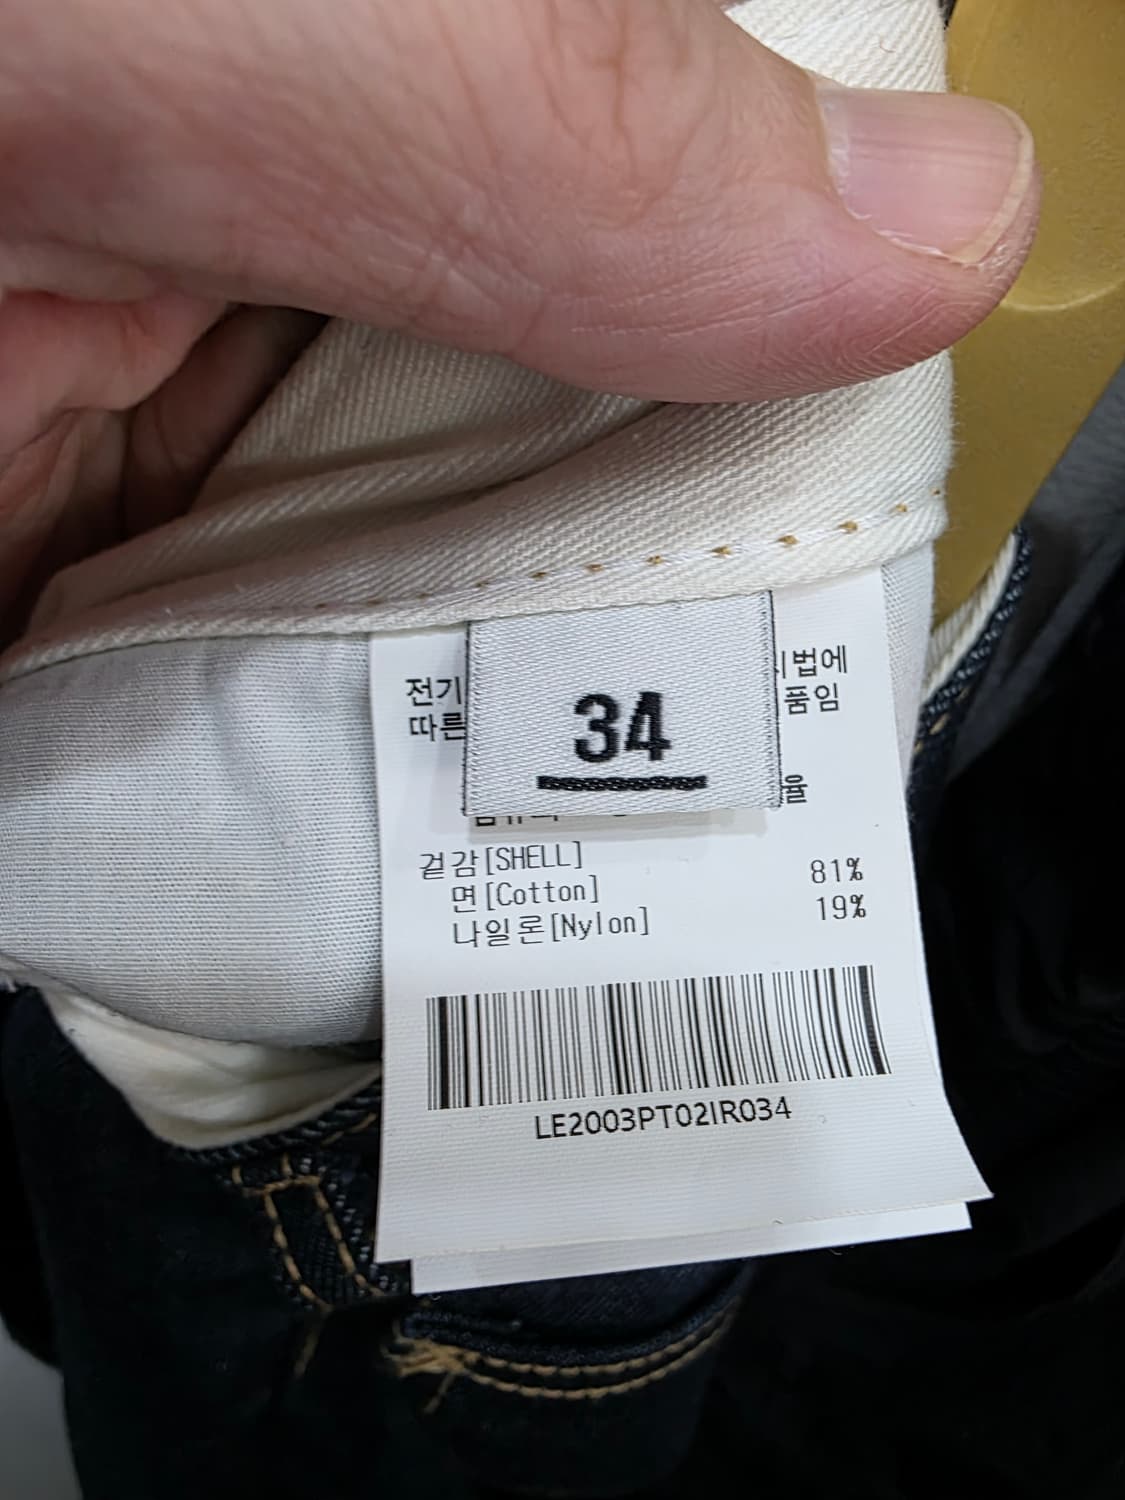 전기
법에
따른
품임
34
율
겉감[SHELL]
면[Cotton] 81%
나일론[Nylon] 19%
LE2003PT02IR034